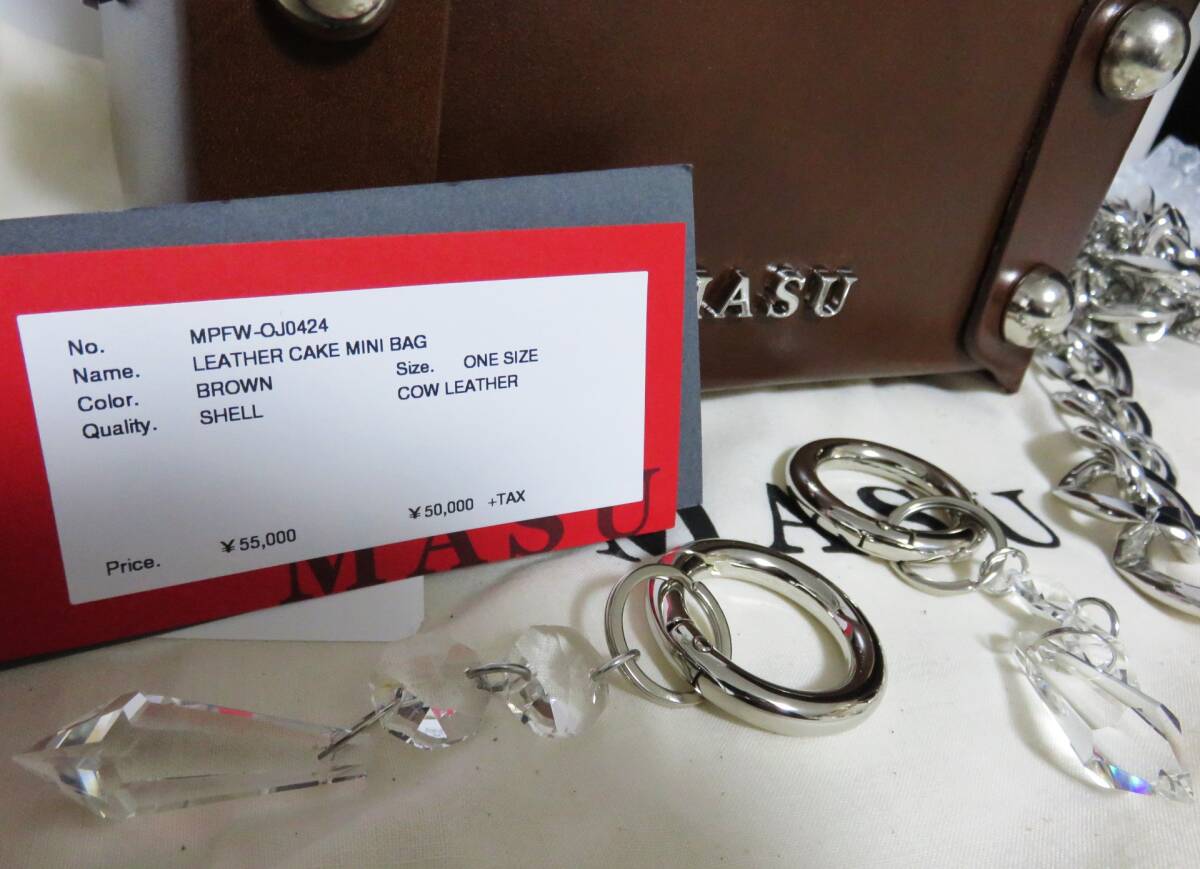 MASU
No. MPFW-OJ0424
Name. LEATHER CAKE MINI BAG
Color. BROWN Size. ONE SIZE
Quality. SHELL COW LEATHER
Price. ¥55,000 ¥50,000 +TAX
MASU
MASU